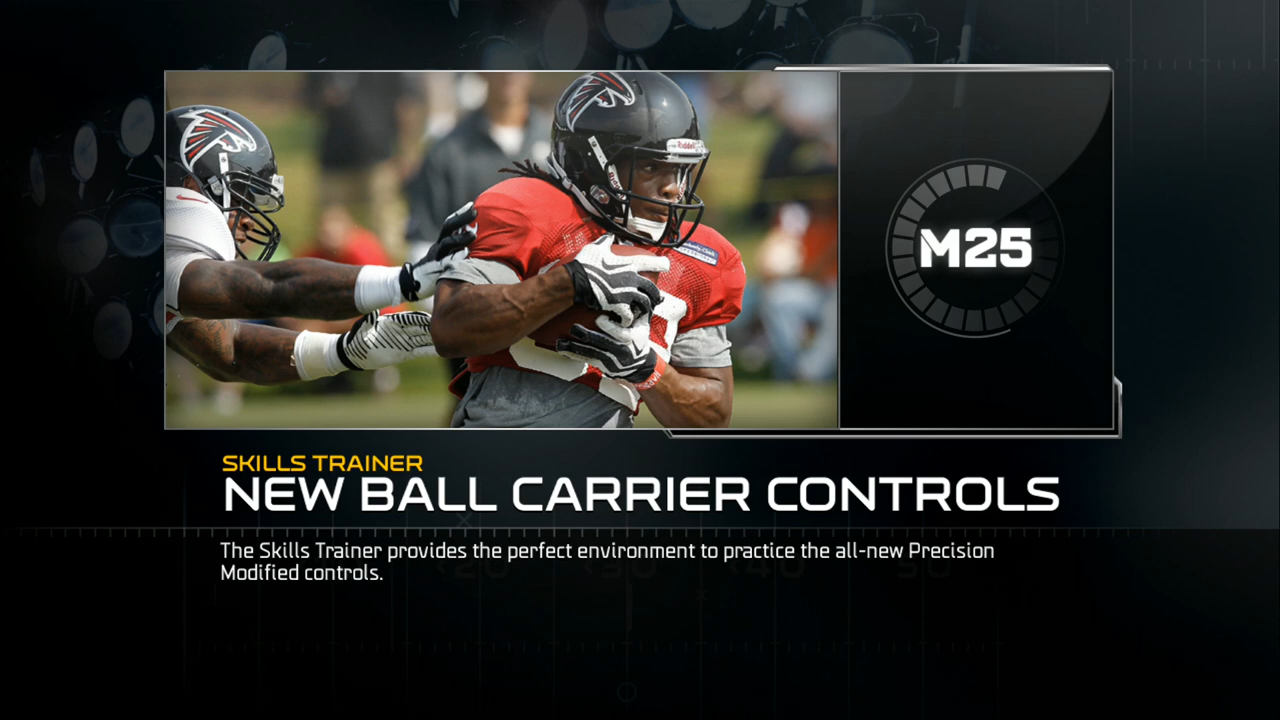 Riddell
M25
SKILLS TRAINER
NEW BALL CARRIER CONTROLS
The Skills Trainer provides the perfect environment to practice the all-new Precision
Modified controls.